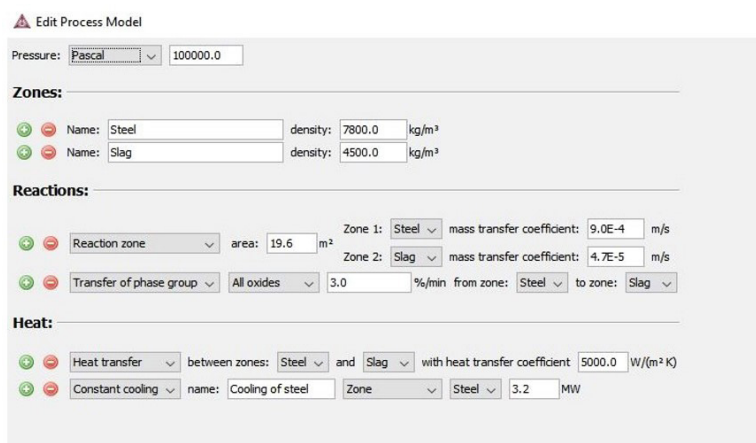 Edit Process Model
Pressure: Pascal 100000.0
Zones:
Name: Steel density: 7800.0 kg/m³
Name: Slag density: 4500.0 kg/m³
Reactions:
Reaction zone area: 19.6 m² Zone 1: Steel mass transfer coefficient: 9.0E-4 m/s
Zone 2: Slag mass transfer coefficient: 4.7E-5 m/s
Transfer of phase group All oxides 3.0 %/min from zone: Steel to zone: Slag
Heat:
Heat transfer between zones: Steel and Slag with heat transfer coefficient 5000.0 W/(m² K)
Constant cooling name: Cooling of steel Zone Steel 3.2 MW